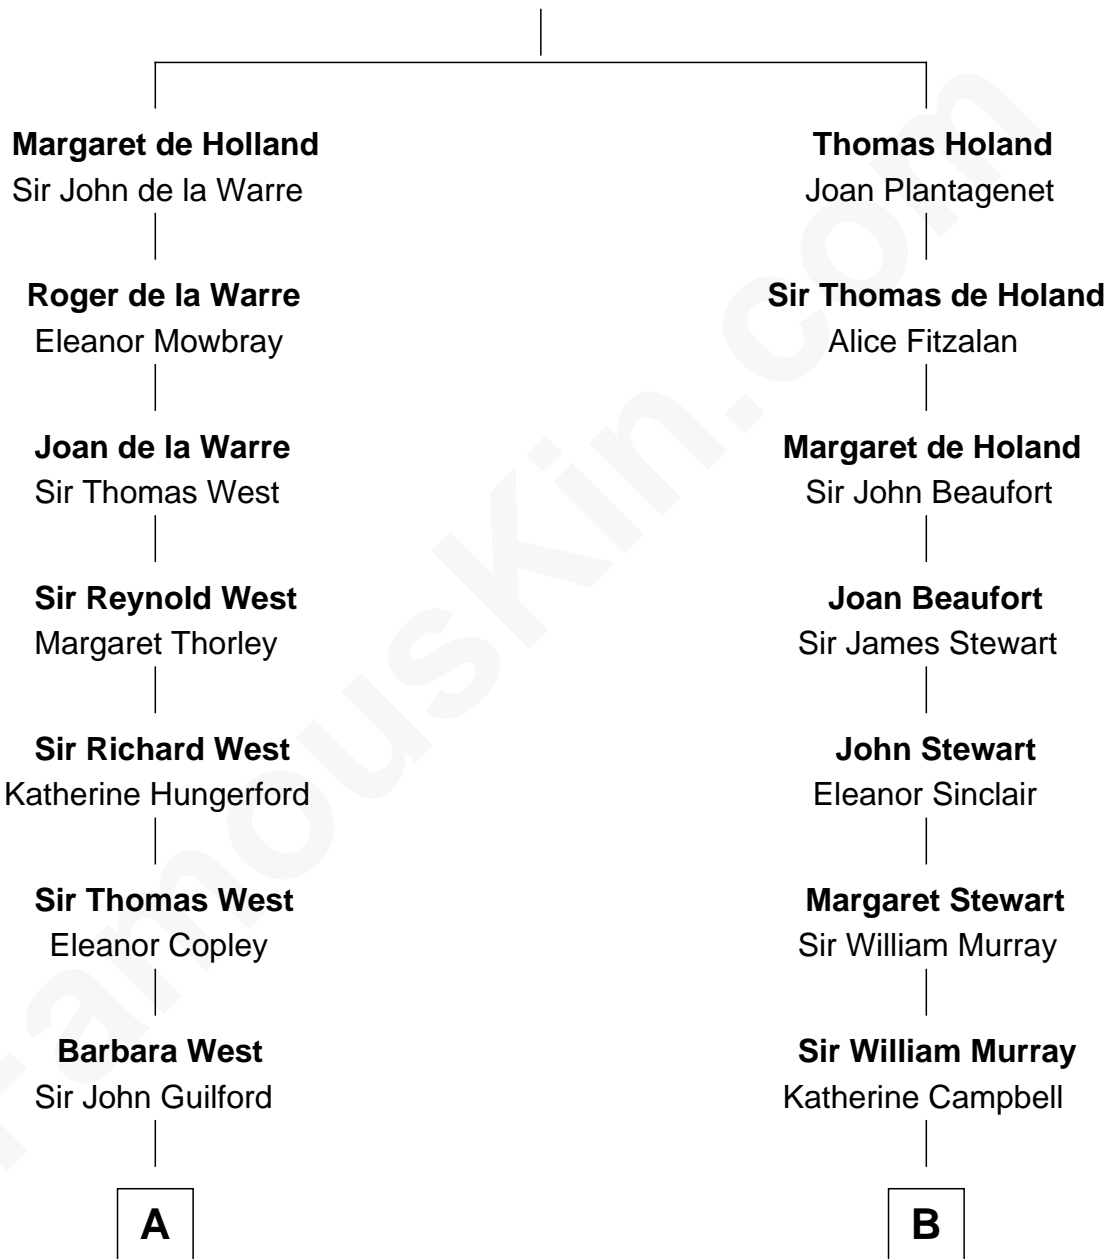 Margaret de Holland
Sir John de la Warre
Roger de la Warre
Eleanor Mowbray
Joan de la Warre
Sir Thomas West
Sir Reynold West
Margaret Thorley
Sir Richard West
Katherine Hungerford
Sir Thomas West
Eleanor Copley
Barbara West
Sir John Guilford
A
Thomas Holand
Joan Plantagenet
Sir Thomas de Holand
Alice Fitzalan
Margaret de Holand
Sir John Beaufort
Joan Beaufort
Sir James Stewart
John Stewart
Eleanor Sinclair
Margaret Stewart
Sir William Murray
Sir William Murray
Katherine Campbell
B
FamousKin.com